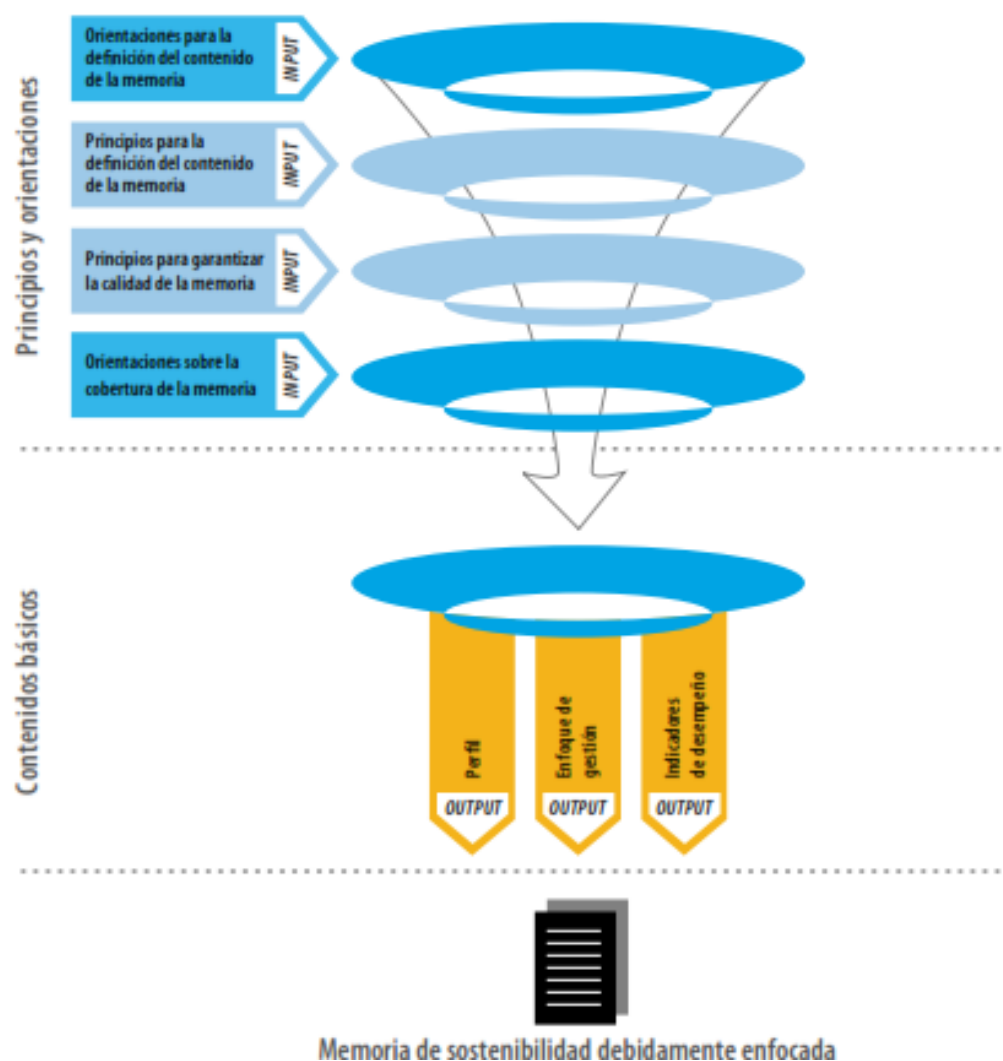 Principios y orientaciones
Orientaciones para la
definición del contenido
de la memoria
INPUT
Principios para la
definición del contenido
de la memoria
INPUT
Principios para garantizar
la calidad de la memoria
INPUT
Orientaciones sobre la
cobertura de la memoria
INPUT
Contenidos básicos
Perfil
OUTPUT
Enfoque de
gestión
OUTPUT
Indicadores
de desempeño
OUTPUT
Memoria de sostenibilidad debidamente enfocada